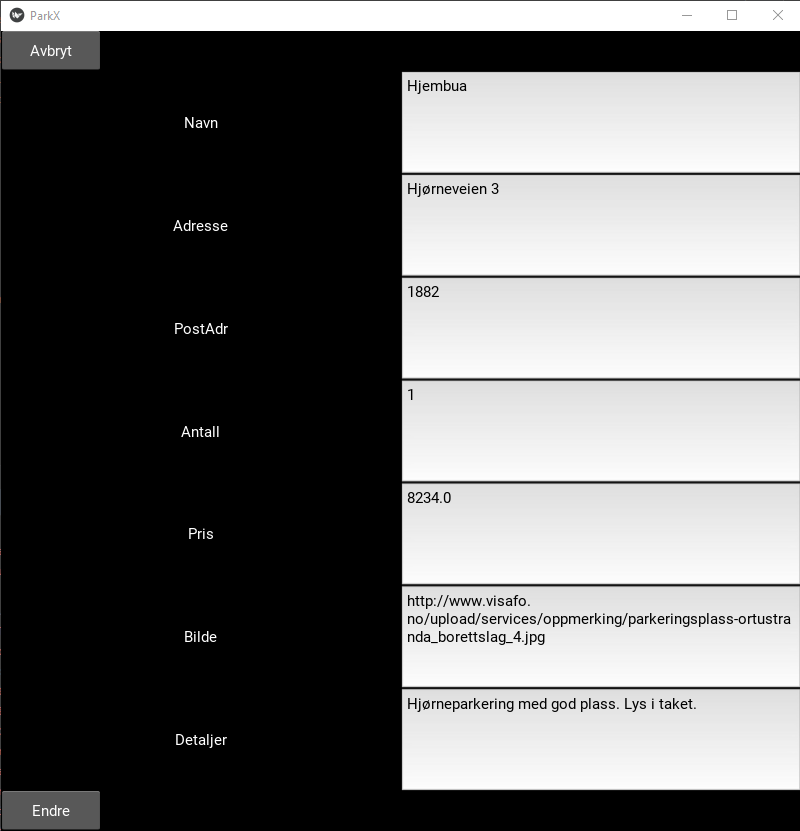 ParkX
Avbryt
Navn
Hjembua
Adresse
Hjørneveien 3
PostAdr
1882
Antall
1
Pris
8234.0
Bilde
http://www.visafo.
no/upload/services/oppmerking/parkeringsplass-ortustra
nda_borettslag_4.jpg
Detaljer
Hjørneparkering med god plass. Lys i taket.
Endre